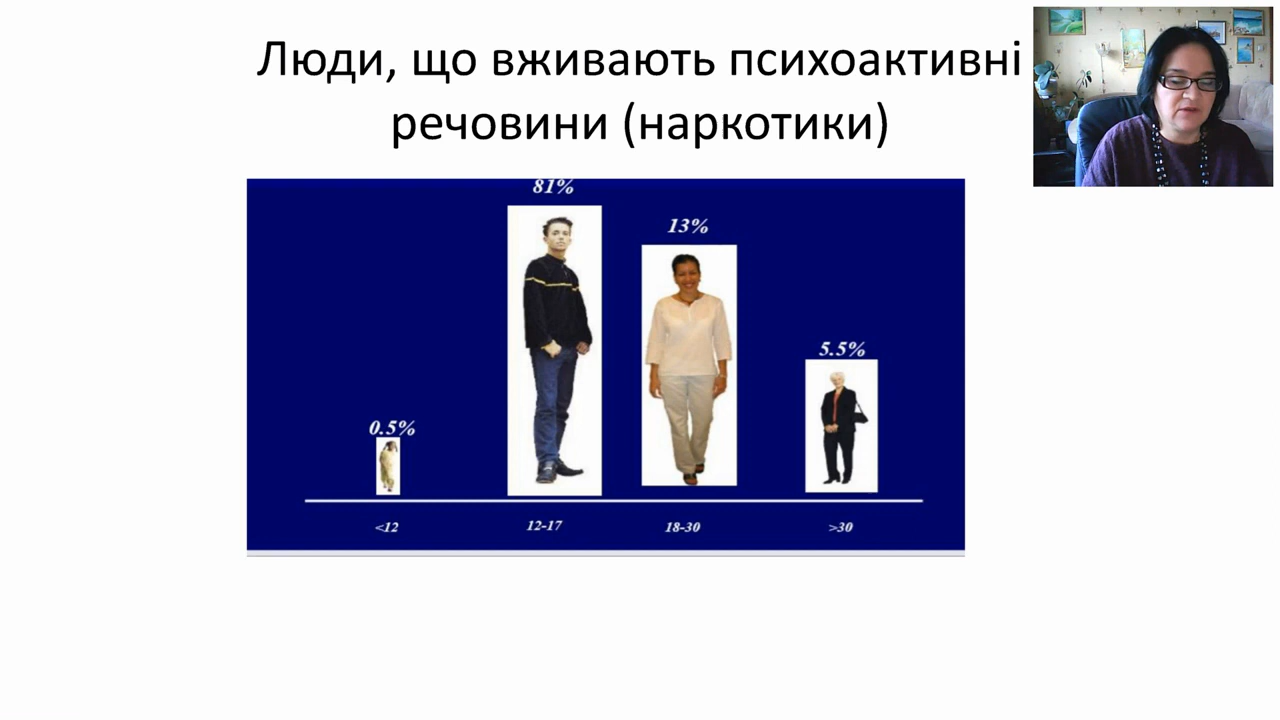 Люди, що вживають психоактивні
речовини (наркотики)
81%
13%
5.5%
0.5%
<12 12-17 18-30 >30